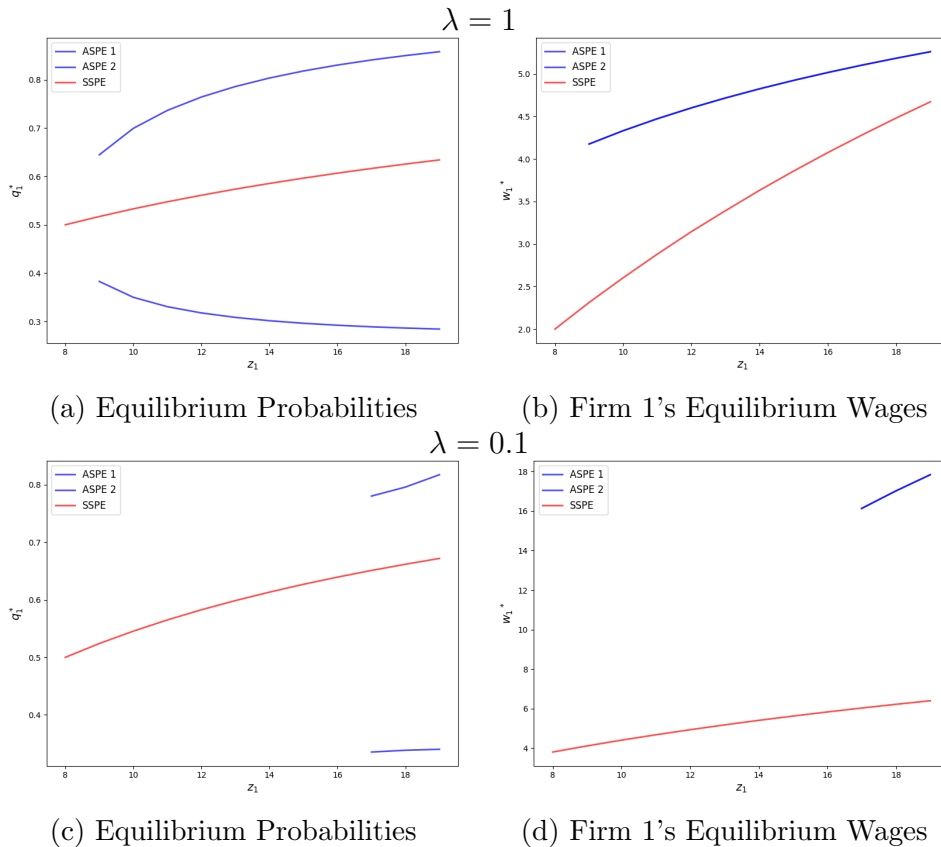 λ = 1
ASPE 1
ASPE 2
SSPE
0.8
0.7
0.6
0.5
0.4
0.3
q₁*
8 10 12 14 16 18
z₁
ASPE 1
ASPE 2
SSPE
5.0
4.5
4.0
3.5
3.0
2.5
2.0
w₁*
8 10 12 14 16 18
z₁
(a) Equilibrium Probabilities
(b) Firm 1's Equilibrium Wages
λ = 0.1
ASPE 1
ASPE 2
SSPE
0.8
0.7
0.6
0.5
0.4
q₁*
8 10 12 14 16 18
z₁
ASPE 1
ASPE 2
SSPE
18
16
14
12
10
8
6
4
w₁*
8 10 12 14 16 18
z₁
(c) Equilibrium Probabilities
(d) Firm 1's Equilibrium Wages